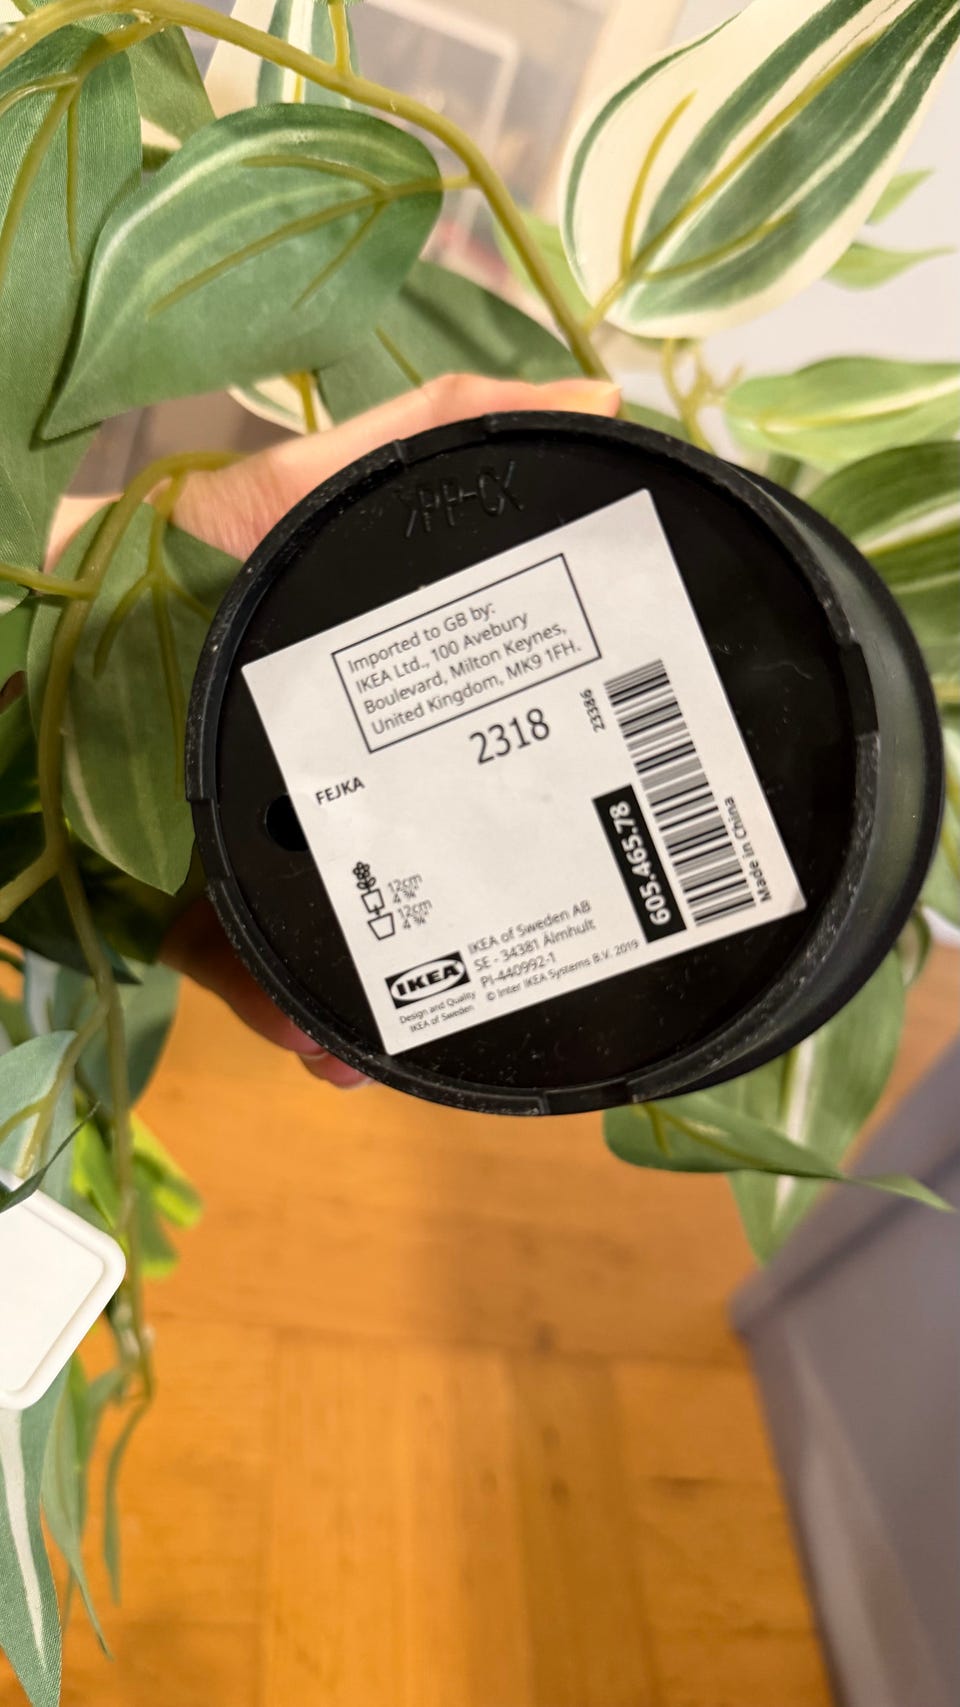 >PP-C<
Imported to GB by:
IKEA Ltd., 100 Avebury
Boulevard, Milton Keynes,
United Kingdom, MK9 1FH.
2318
23386
FEJKA
605.465.78
Made in China
12cm
4 ¾"
12cm
4 ¾"
IKEA
Design and Quality
IKEA of Sweden
IKEA of Sweden AB
SE - 34381 Älmhult
PI-440992-1
© Inter IKEA Systems B.V. 2019